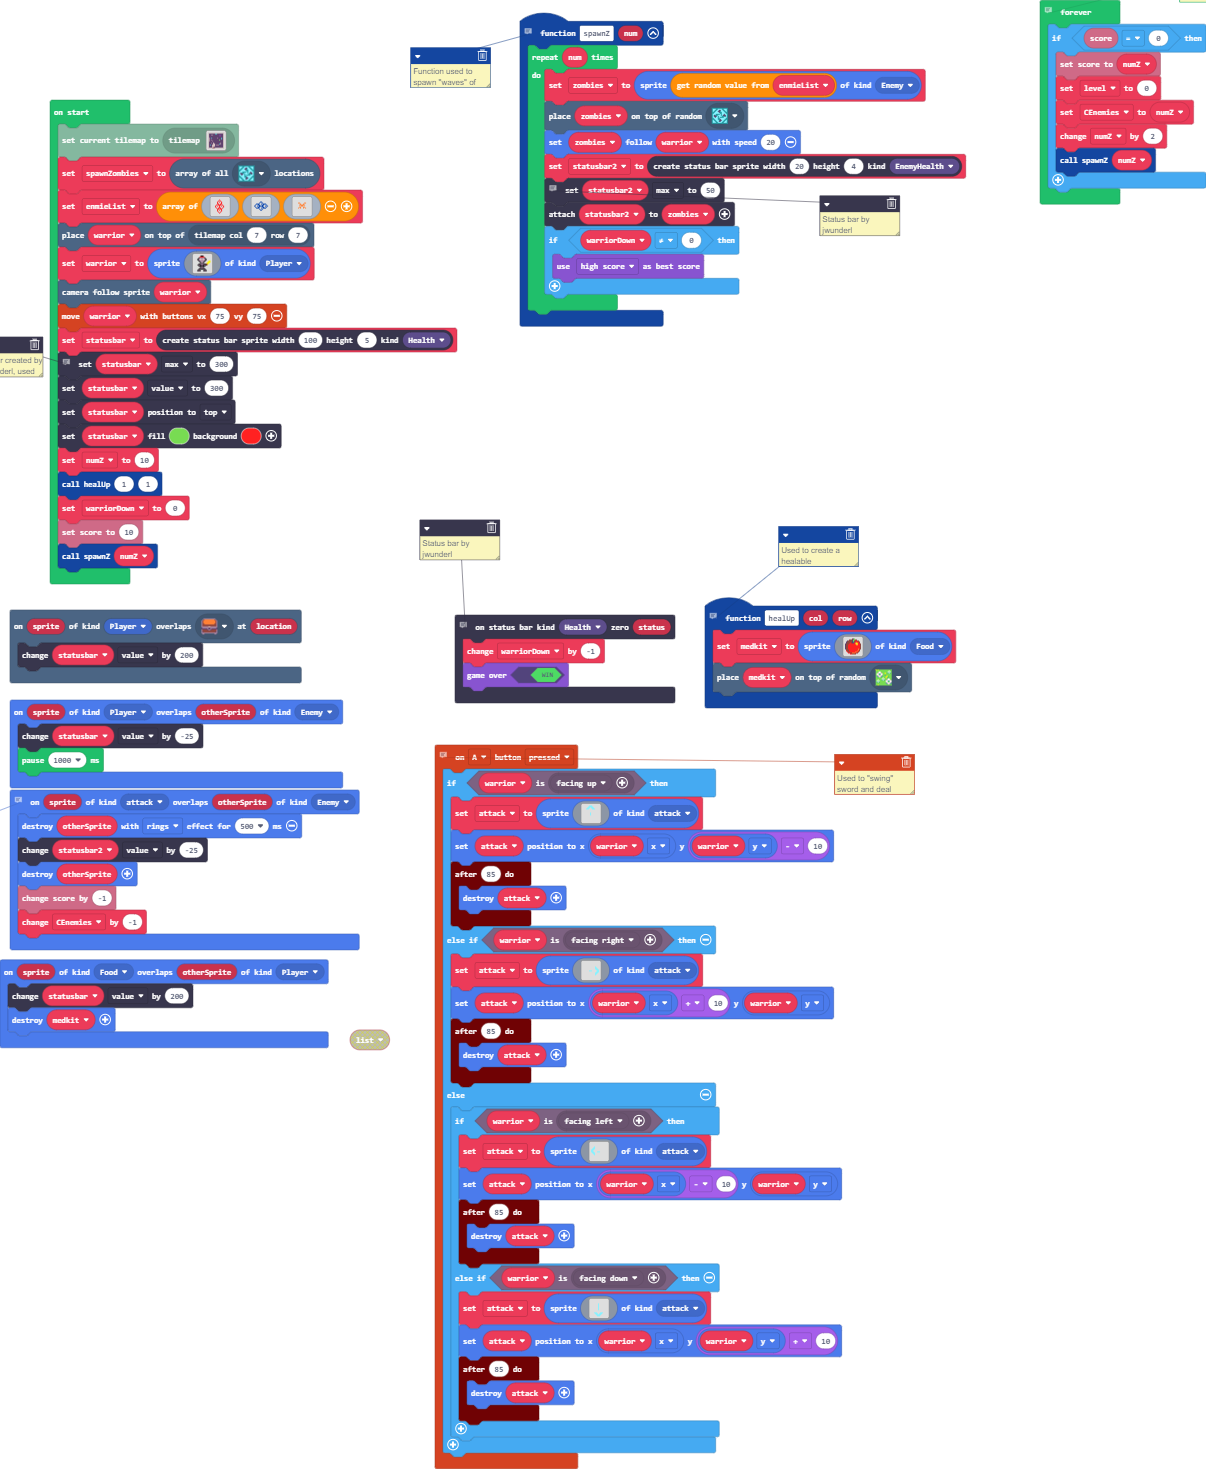 on start
set current tilemap to tilemap
set spawnZombies to array of all locations
set enmieList to array of
place warrior on top of tilemap col 7 row 7
set warrior to sprite of kind Player
camera follow sprite warrior
move warrior with buttons vx 75 vy 75
set statusbar to create status bar sprite width 100 height 5 kind Health
set statusbar max to 300
set statusbar value to 300
set statusbar position to top
set statusbar fill background
set numZ to 10
call healUp 1 1
set warriorDown to 0
set score to 10
call spawnZ numZ
r created by
derl, used
Function used to
spawn "waves" of
function spawnZ num
repeat num times
do
set zombies to sprite get random value from enmieList of kind Enemy
place zombies on top of random
set zombies follow warrior with speed 20
set statusbar2 to create status bar sprite width 20 height 4 kind EnemyHealth
set statusbar2 max to 50
attach statusbar2 to zombies
if warriorDown ≠ 0 then
use high score as best score
Status bar by
jwunderl
forever
if score = 0 then
set score to numZ
set level to 0
set CEnemies to numZ
change numZ by 2
call spawnZ numZ
Status bar by
jwunderl
on status bar kind Health zero status
change warriorDown by -1
game over WIN
Used to create a
healable
function healUp col row
set medkit to sprite of kind Food
place medkit on top of random
on sprite of kind Player overlaps at location
change statusbar value by 200
on sprite of kind Player overlaps otherSprite of kind Enemy
change statusbar value by -25
pause 1000 ms
on sprite of kind attack overlaps otherSprite of kind Enemy
destroy otherSprite with rings effect for 500 ms
change statusbar2 value by -25
destroy otherSprite
change score by -1
change CEnemies by -1
on sprite of kind Food overlaps otherSprite of kind Player
change statusbar value by 200
destroy medkit
list
on A button pressed
Used to "swing"
sword and deal
if warrior is facing up then
set attack to sprite of kind attack
set attack position to x warrior x y warrior y - 10
after 85 do
destroy attack
else if warrior is facing right then
set attack to sprite of kind attack
set attack position to x warrior x + 10 y warrior y
after 85 do
destroy attack
else
if warrior is facing left then
set attack to sprite of kind attack
set attack position to x warrior x - 10 y warrior y
after 85 do
destroy attack
else if warrior is facing down then
set attack to sprite of kind attack
set attack position to x warrior x y warrior y + 10
after 85 do
destroy attack